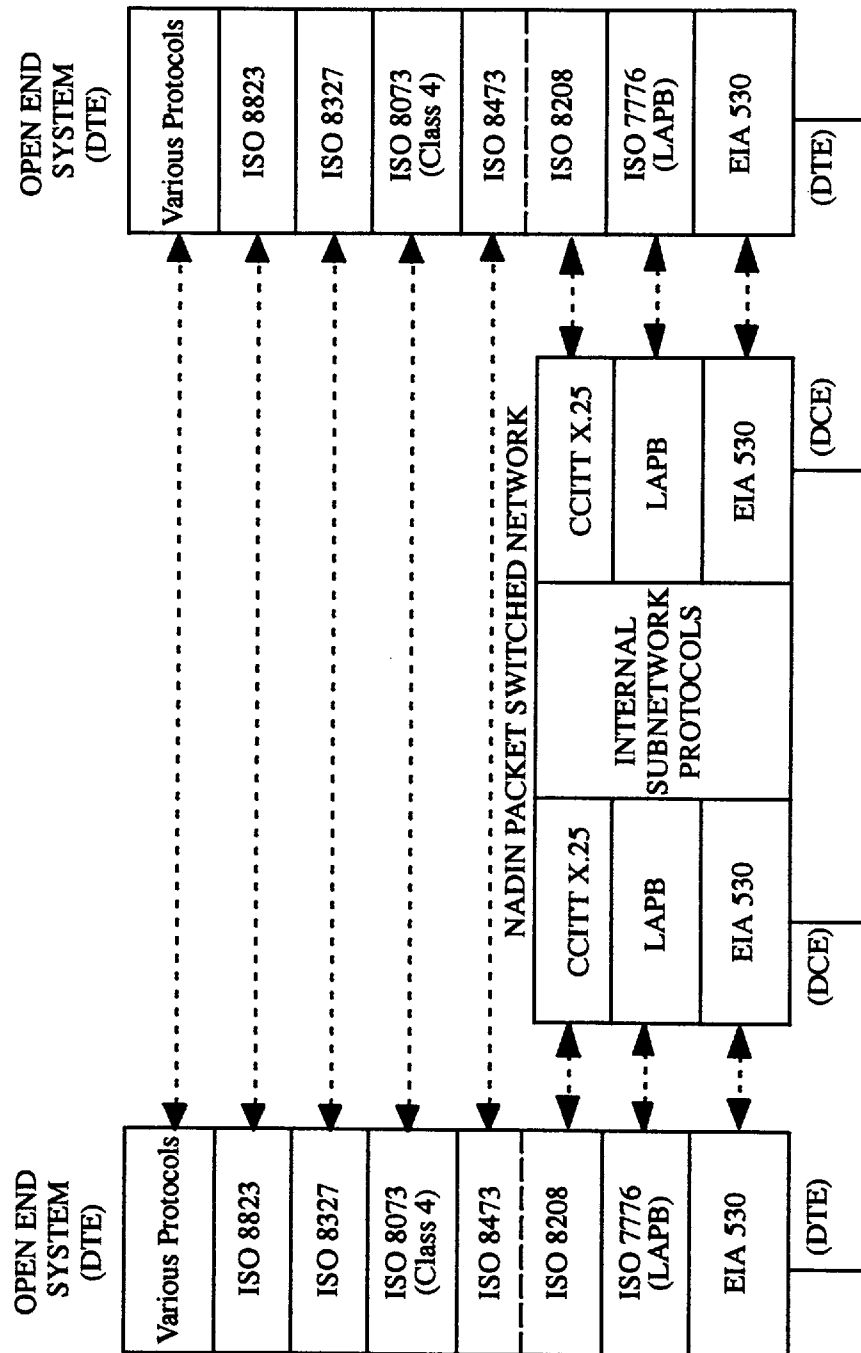 OPEN END
SYSTEM
(DTE)
Various Protocols
ISO 8823
ISO 8327
ISO 8073
(Class 4)
ISO 8473
ISO 8208
ISO 7776
(LAPB)
EIA 530
(DTE)
NADIN PACKET SWITCHED NETWORK
CCITT X.25
LAPB
EIA 530
(DCE)
INTERNAL
SUBNETWORK
PROTOCOLS
CCITT X.25
LAPB
EIA 530
(DCE)
OPEN END
SYSTEM
(DTE)
Various Protocols
ISO 8823
ISO 8327
ISO 8073
(Class 4)
ISO 8473
ISO 8208
ISO 7776
(LAPB)
EIA 530
(DTE)